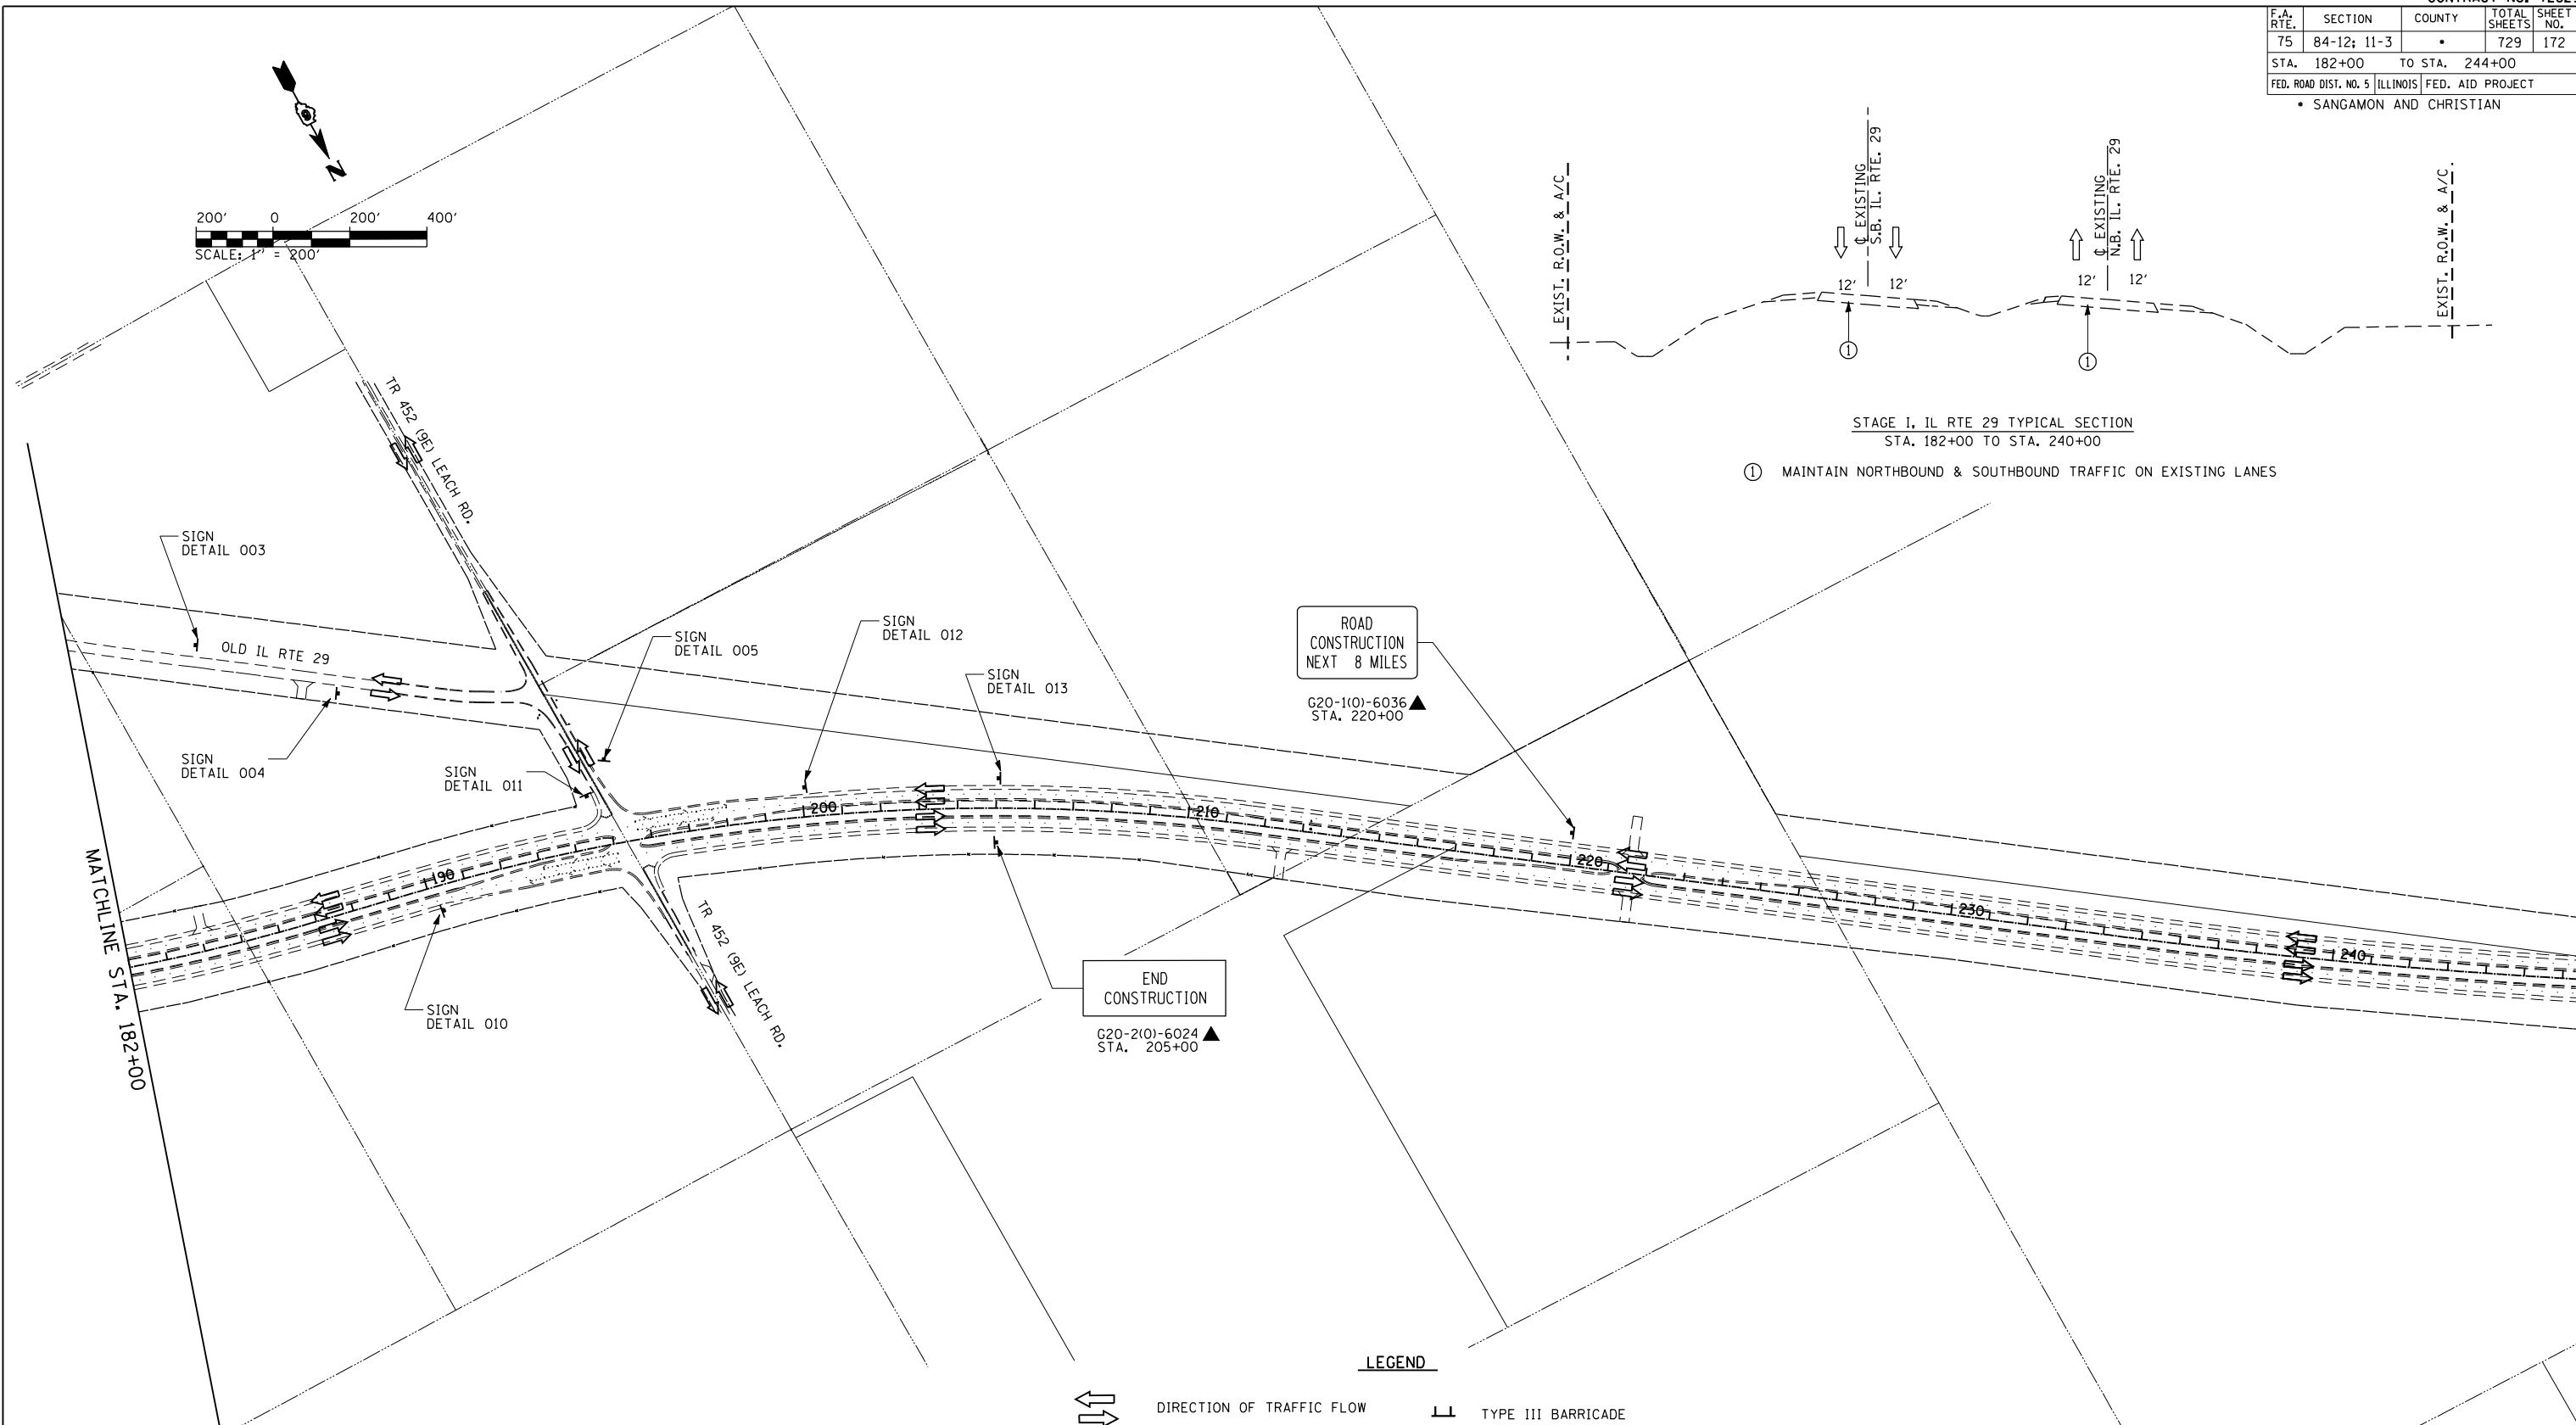 F.A. RTE. SECTION COUNTY TOTAL SHEETS SHEET NO.
75 84-12; 11-3 • 729 172
STA. 182+00 TO STA. 244+00
FED. ROAD DIST. NO. 5 ILLINOIS FED. AID PROJECT
• SANGAMON AND CHRISTIAN
N
200' 0 200' 400'
SCALE: 1" = 200'
EXIST. R.O.W. & A/C
℄ EXISTING
S.B. IL. RTE. 29
℄ EXISTING
N.B. IL. RTE. 29
EXIST. R.O.W. & A/C
12' 12'
12' 12'
1
1
STAGE I, IL RTE 29 TYPICAL SECTION
STA. 182+00 TO STA. 240+00
1 MAINTAIN NORTHBOUND & SOUTHBOUND TRAFFIC ON EXISTING LANES
TR 452 (9E) LEACH RD.
SIGN
DETAIL 003
OLD IL RTE 29
SIGN
DETAIL 004
SIGN
DETAIL 005
SIGN
DETAIL 011
SIGN
DETAIL 012
SIGN
DETAIL 013
ROAD
CONSTRUCTION
NEXT 8 MILES
G20-1(0)-6036
STA. 220+00
190
200
210
220
230
240
MATCHLINE STA. 182+00
SIGN
DETAIL 010
TR 452 (9E) LEACH RD.
END
CONSTRUCTION
G20-2(0)-6024
STA. 205+00
LEGEND
DIRECTION OF TRAFFIC FLOW
TYPE III BARRICADE